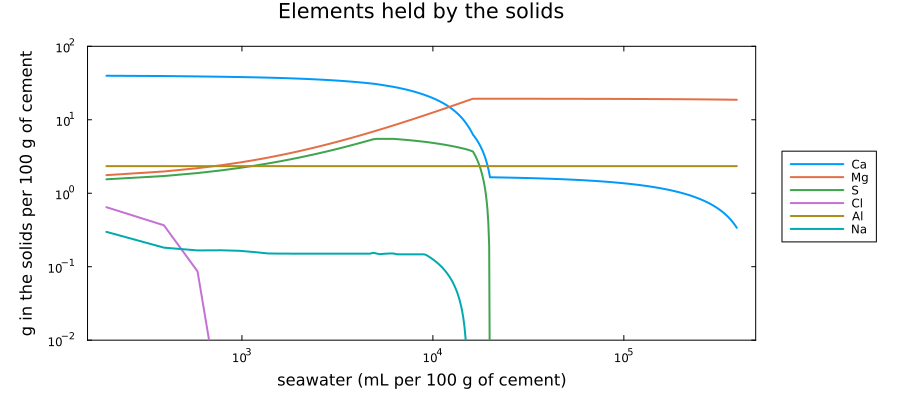 Elements held by the solids
g in the solids per 100 g of cement
10²
10¹
10⁰
10⁻¹
10⁻²
10³
10⁴
10⁵
seawater (mL per 100 g of cement)
Ca
Mg
S
Cl
Al
Na